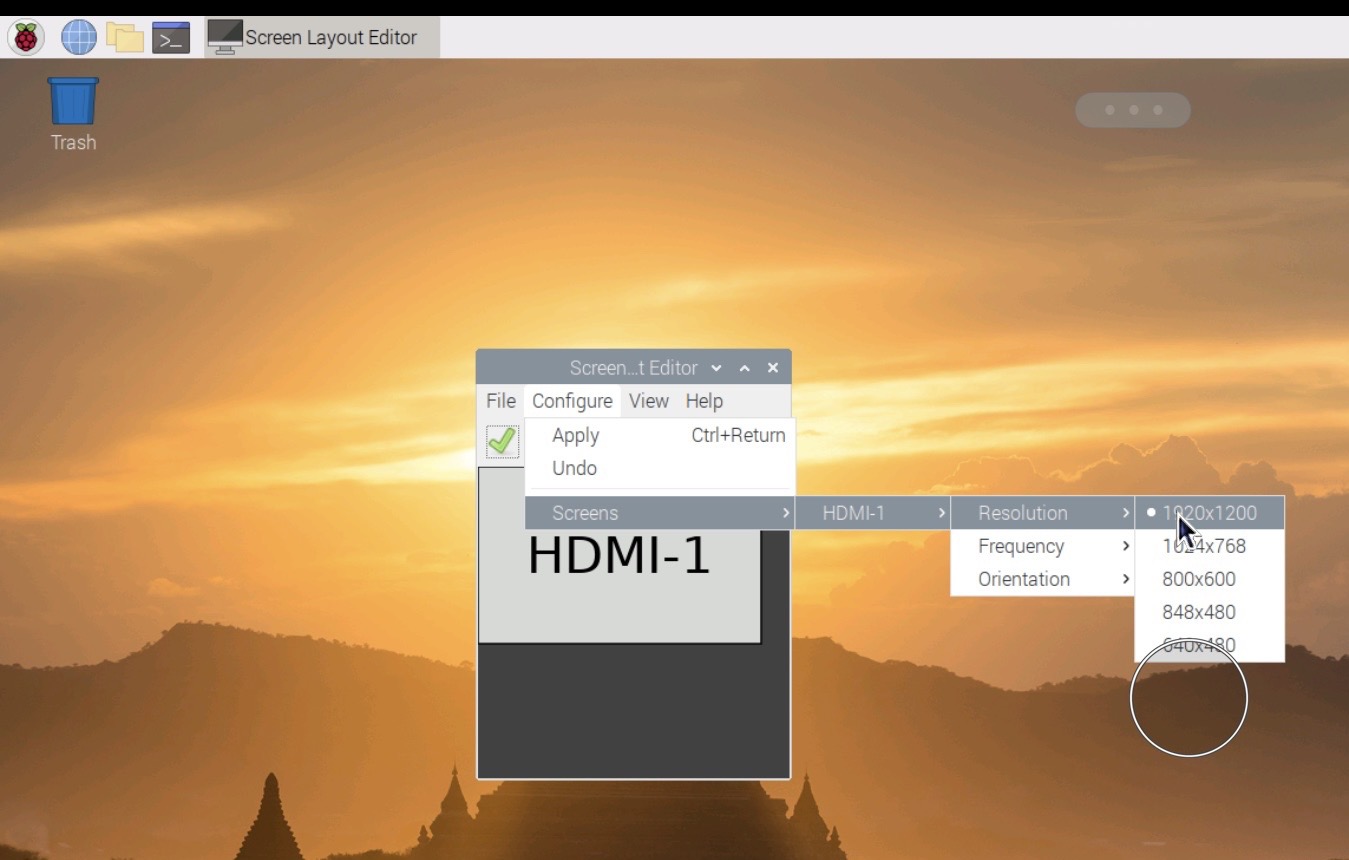 >_ Screen Layout Editor
Trash
Screen...t Editor
File Configure View Help
Apply Ctrl+Return
Undo
Screens HDMI-1 Resolution 1920x1200
Frequency 1024x768
Orientation 800x600
848x480
640x480
HDMI-1